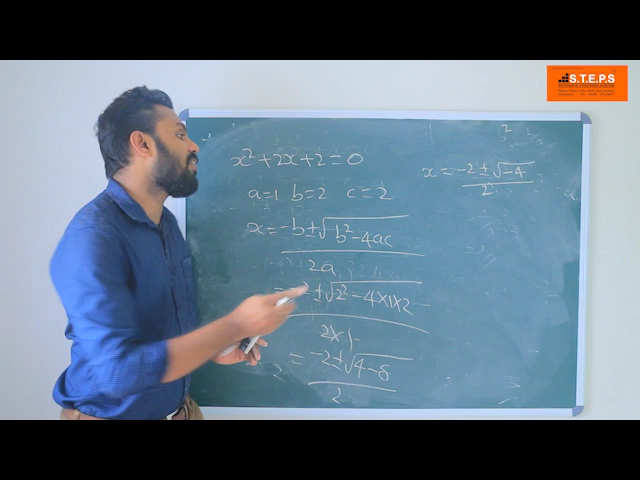 S.T.E.P.S
x²+2x+2=0
a=1 b=2 c=2
x=-b±√b²-4ac
2a
= ±√2²-4×1×2
2×1
= -2±√4-8
2
x=-2±√-4
2